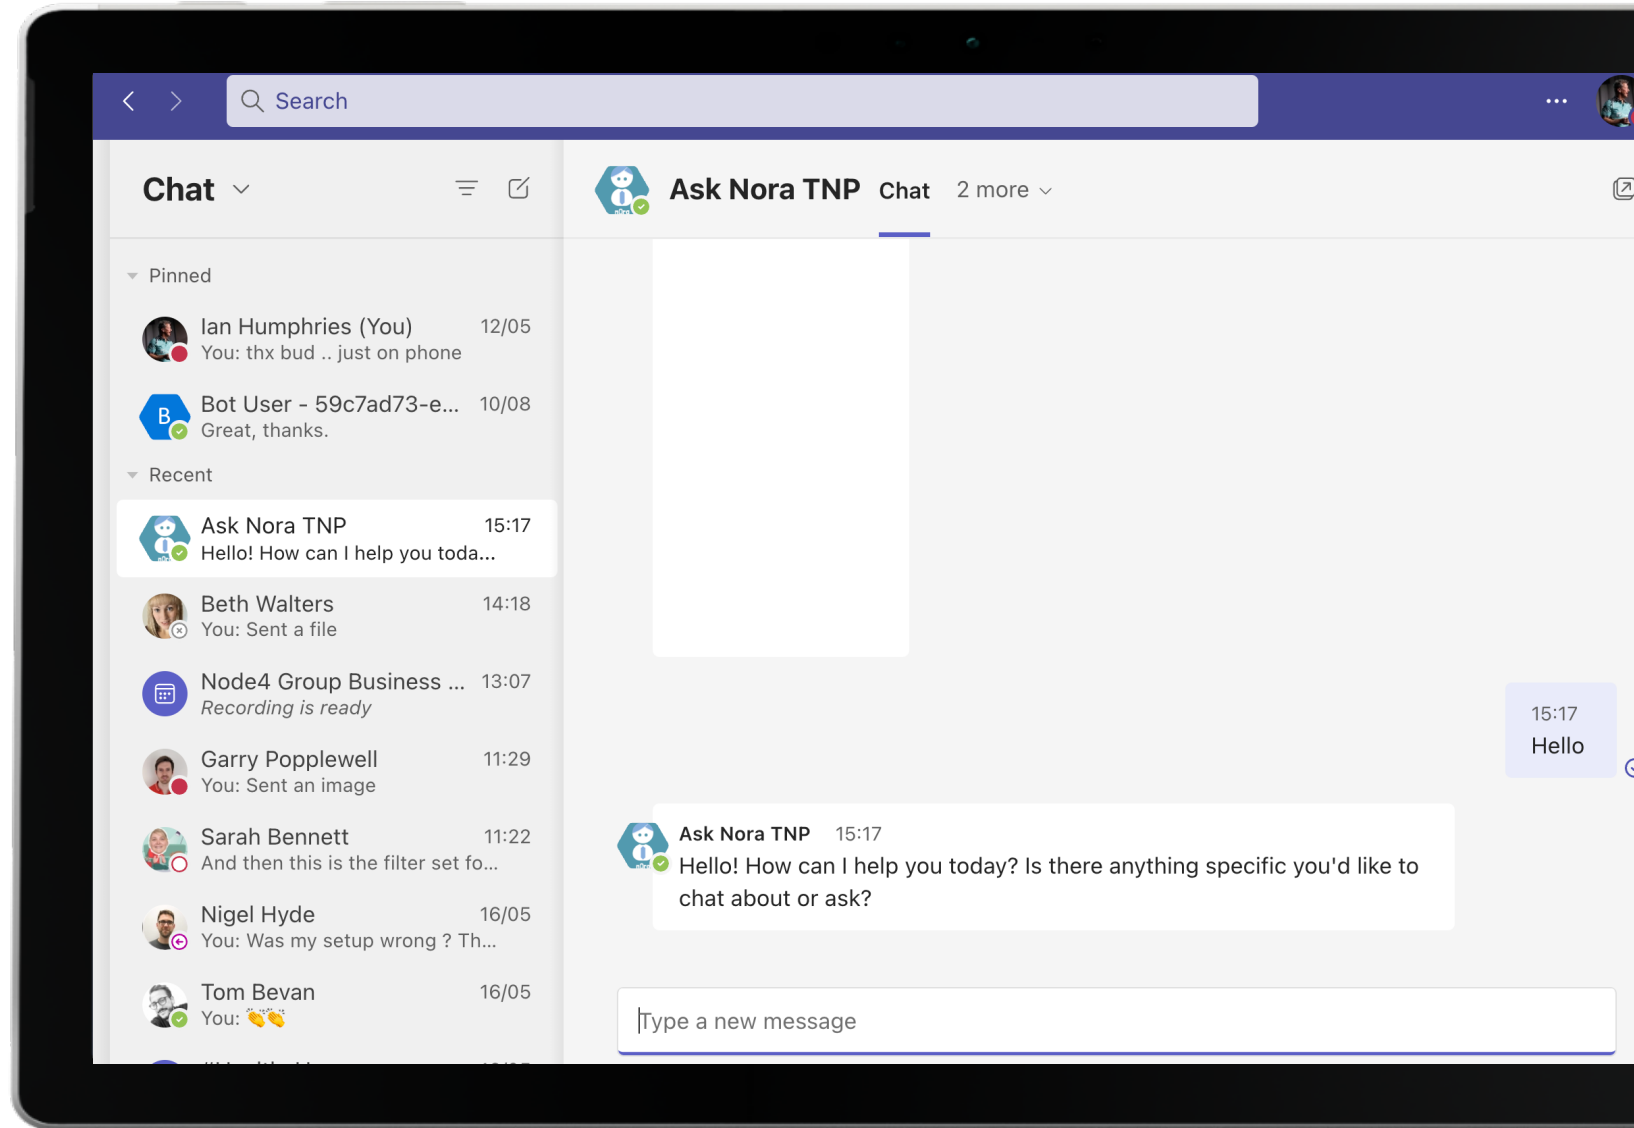 Search
Chat
Ask Nora TNP Chat 2 more
Pinned
Ian Humphries (You) 12/05
You: thx bud .. just on phone
B
Bot User - 59c7ad73-e... 10/08
Great, thanks.
Recent
Ask Nora TNP 15:17
Hello! How can I help you toda...
Beth Walters 14:18
You: Sent a file
Node4 Group Business ... 13:07
Recording is ready
Garry Popplewell 11:29
You: Sent an image
Sarah Bennett 11:22
And then this is the filter set fo...
Nigel Hyde 16/05
You: Was my setup wrong ? Th...
Tom Bevan 16/05
You: 👏👏
15:17
Hello
Ask Nora TNP 15:17
Hello! How can I help you today? Is there anything specific you'd like to
chat about or ask?
Type a new message